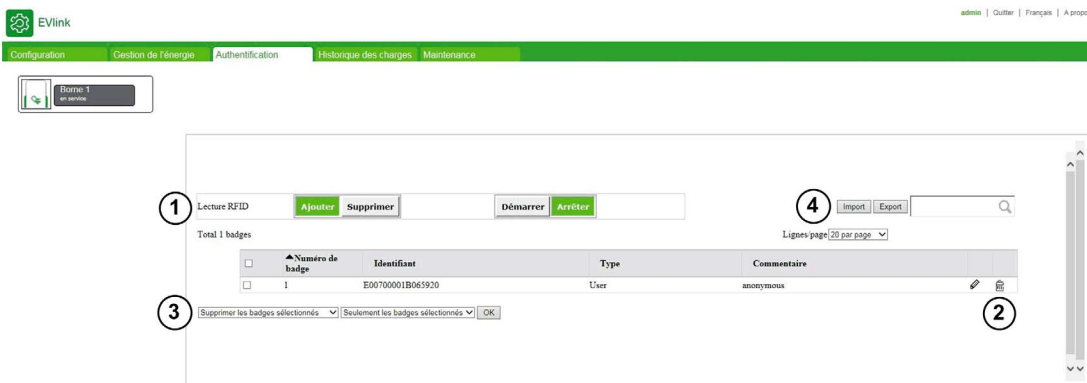 admin | Quitter | Français | A propo
EVlink
Configuration Gestion de l'énergie Authentification Historique des charges Maintenance
Borne 1
en service
1 Lecture RFID Ajouter Supprimer Démarrer Arrêter 4 Import Export
Total 1 badges Lignes/page 20 par page
Numéro de badge Identifiant Type Commentaire
1 E00700001B065920 User anonymous
3 Supprimer les badges sélectionnés Seulement les badges sélectionnés OK 2